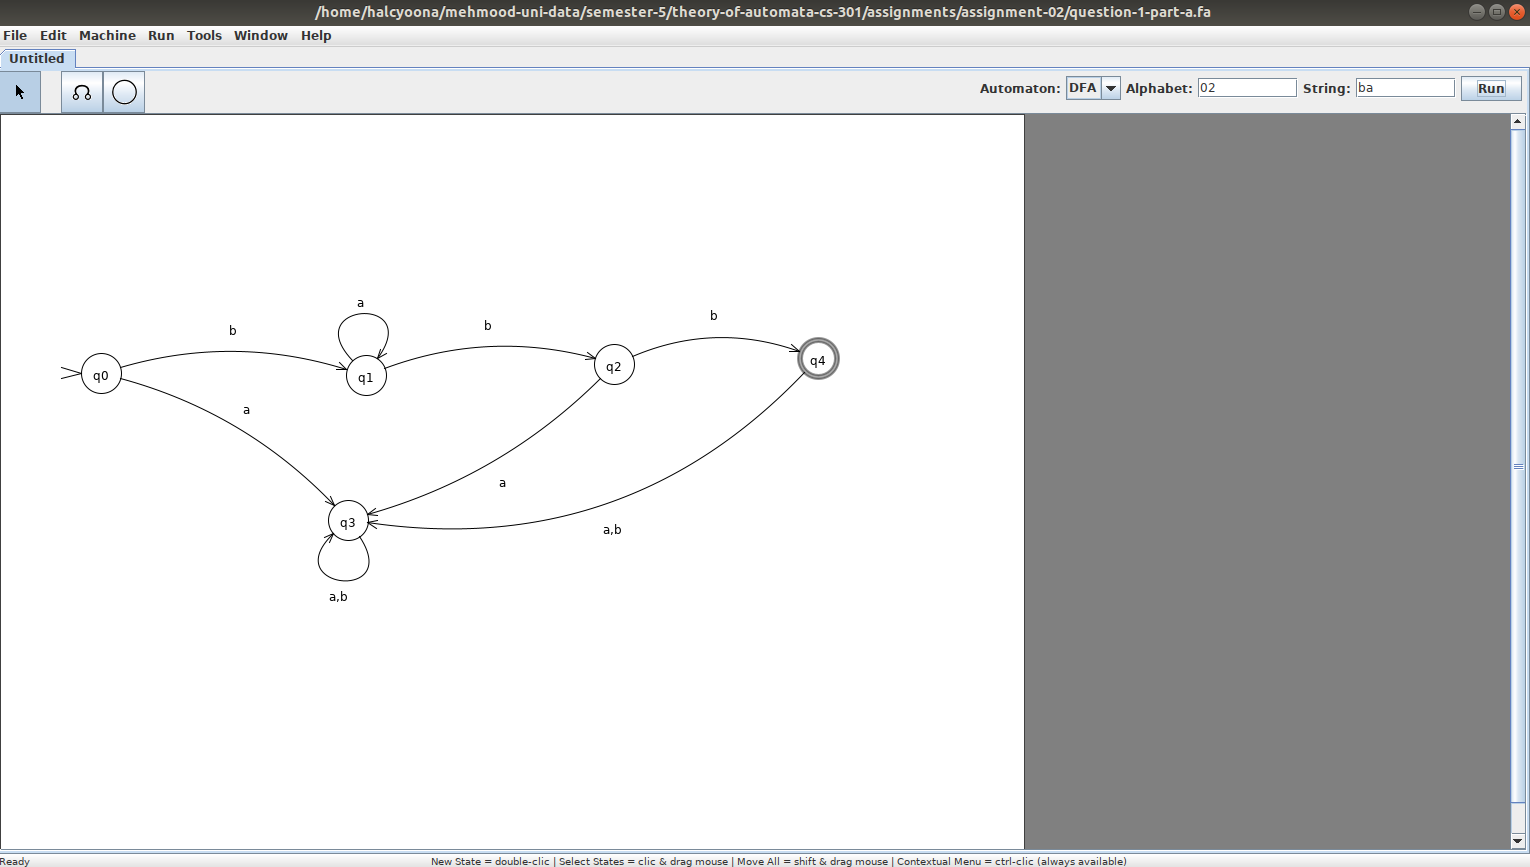 /home/halcyoona/mehmood-uni-data/semester-5/theory-of-automata-cs-301/assignments/assignment-02/question-1-part-a.fa
File Edit Machine Run Tools Window Help
Untitled
Automaton: DFA Alphabet: 02 String: ba Run
a
b
b
b
q0
q1
q2
q4
a
a
q3
a,b
a,b
Ready
New State = double-clic | Select States = clic & drag mouse | Move All = shift & drag mouse | Contextual Menu = ctrl-clic (always available)